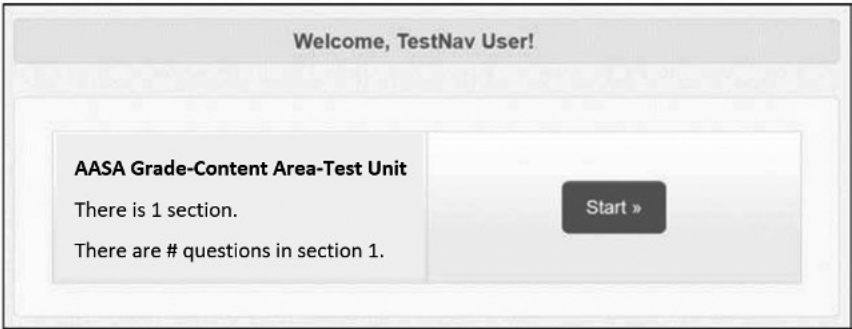 Welcome, TestNav User!
AASA Grade-Content Area-Test Unit
There is 1 section.
There are # questions in section 1.
Start »